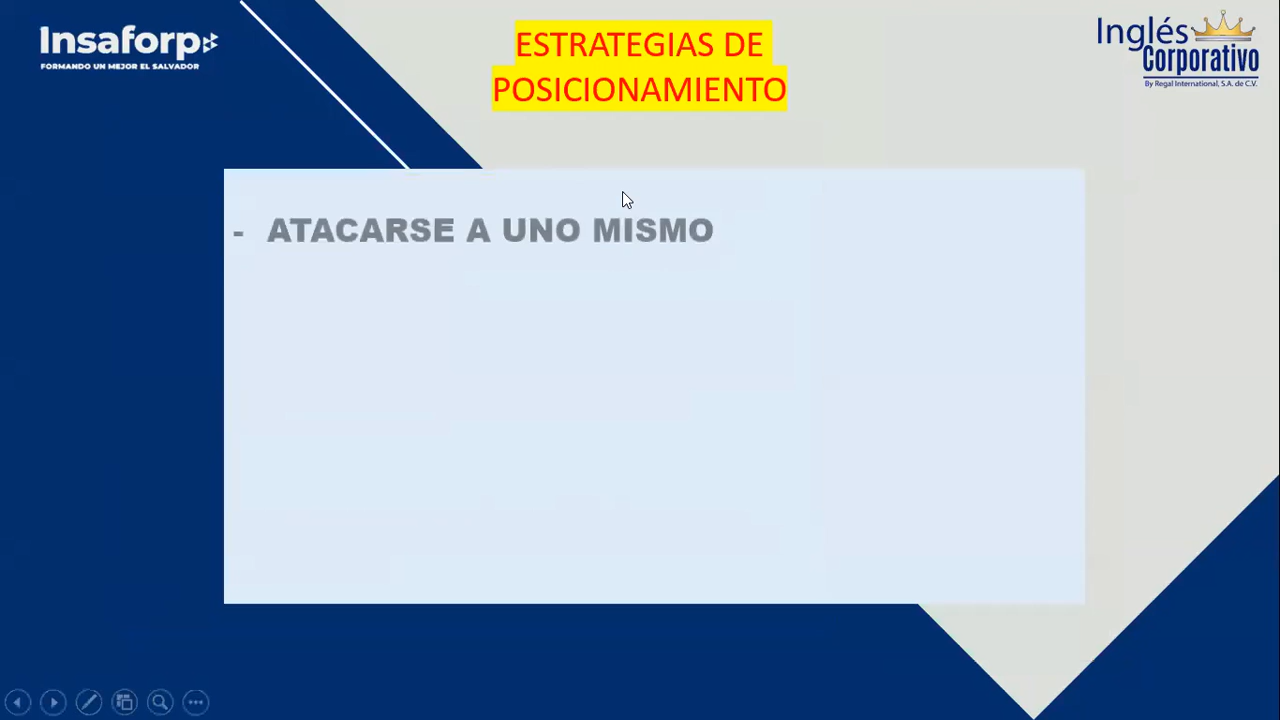 Insaforp
FORMANDO UN MEJOR EL SALVADOR
ESTRATEGIAS DE
POSICIONAMIENTO
Inglés
Corporativo
By Regal International, S.A. de C.V.
- ATACARSE A UNO MISMO